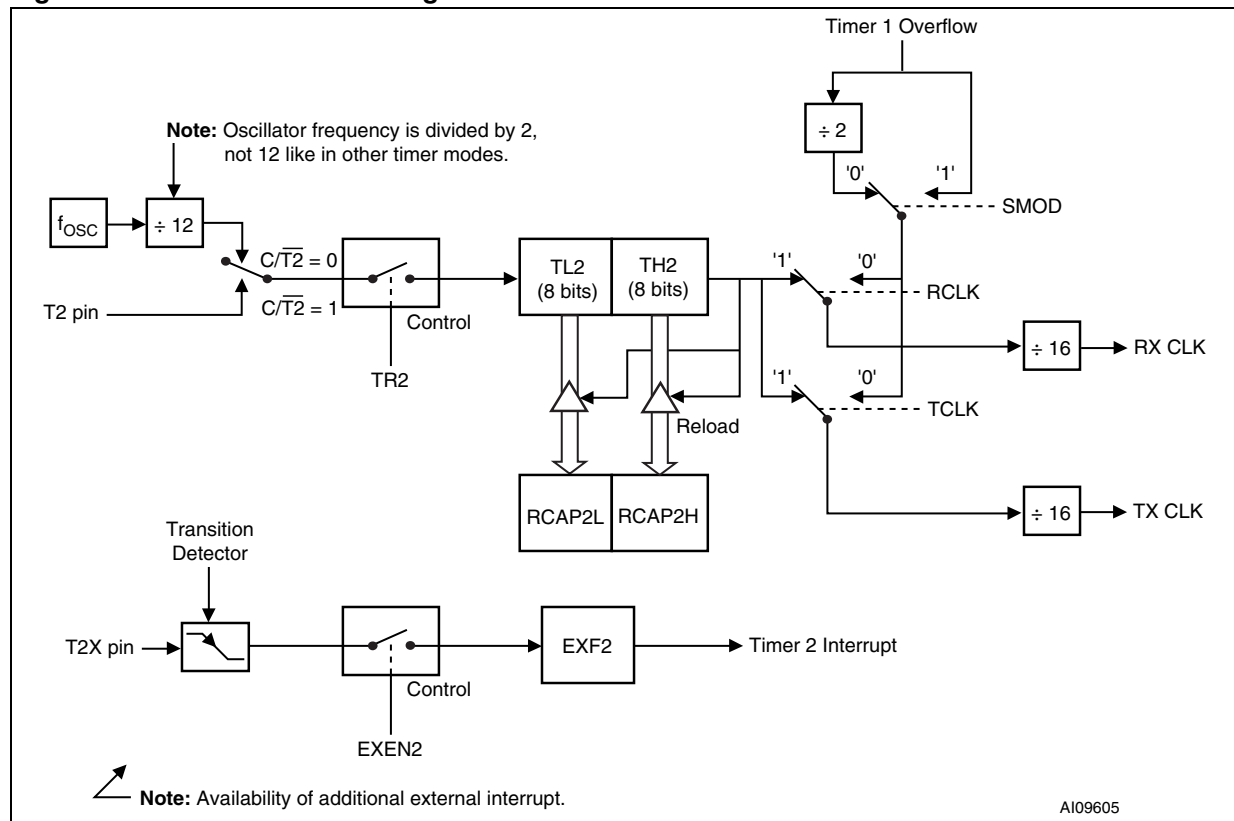 Timer 1 Overflow
÷ 2
'0'
'1'
SMOD
Note: Oscillator frequency is divided by 2,
not 12 like in other timer modes.
fOSC
÷ 12
C/T2 = 0
C/T2 = 1
T2 pin
Control
TR2
TL2
(8 bits)
TH2
(8 bits)
'1'
'0'
RCLK
÷ 16
RX CLK
'1'
'0'
TCLK
Reload
RCAP2L
RCAP2H
÷ 16
TX CLK
Transition
Detector
T2X pin
Control
EXEN2
EXF2
Timer 2 Interrupt
Note: Availability of additional external interrupt.
AI09605